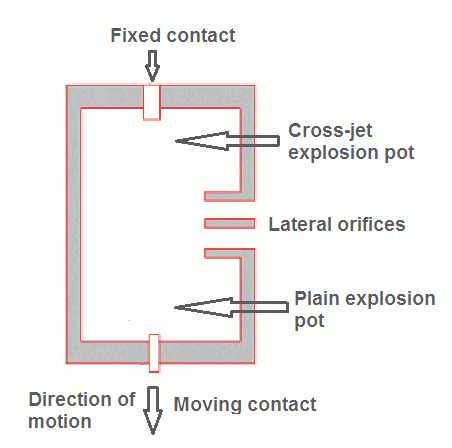 Fixed contact
Cross-jet
explosion pot
Lateral orifices
Plain explosion
pot
Direction of
motion
Moving contact